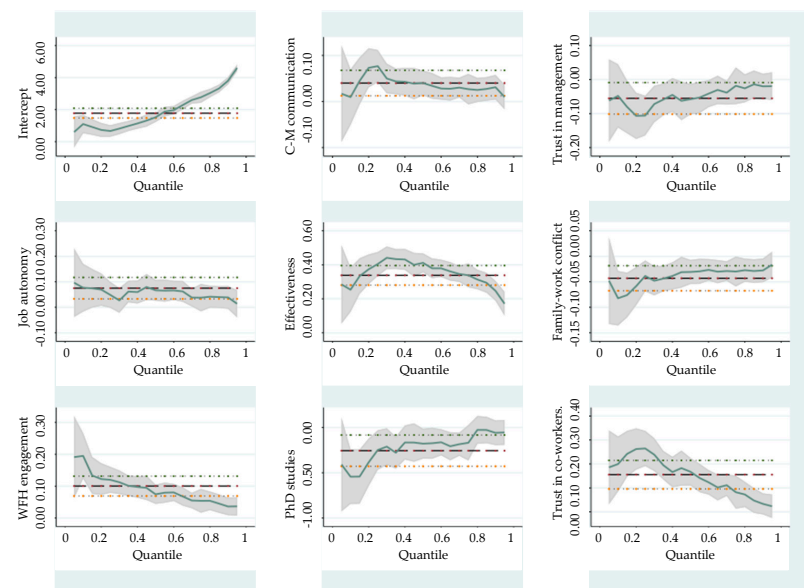 Intercept
0.00 2.00 4.00 6.00
0 0.2 0.4 0.6 0.8 1
Quantile
C-M communication
-0.10 0.00 0.10
0 0.2 0.4 0.6 0.8 1
Quantile
Trust in management
-0.20 -0.10 0.00 0.10
0 0.2 0.4 0.6 0.8 1
Quantile
Job autonomy
-0.10 0.00 0.10 0.20 0.30
0 0.2 0.4 0.6 0.8 1
Quantile
Effectiveness
0.00 0.20 0.40 0.60
0 0.2 0.4 0.6 0.8 1
Quantile
Family-work conflict
-0.15 -0.10 -0.05 0.00 0.05
0 0.2 0.4 0.6 0.8 1
Quantile
WFH engagement
0.00 0.10 0.20 0.30
0 0.2 0.4 0.6 0.8 1
Quantile
PhD studies
-1.00 0.50 0.00
0 0.2 0.4 0.6 0.8 1
Quantile
Trust in co-workers.
0.00 0.10 0.20 0.30 0.40
0 0.2 0.4 0.6 0.8 1
Quantile